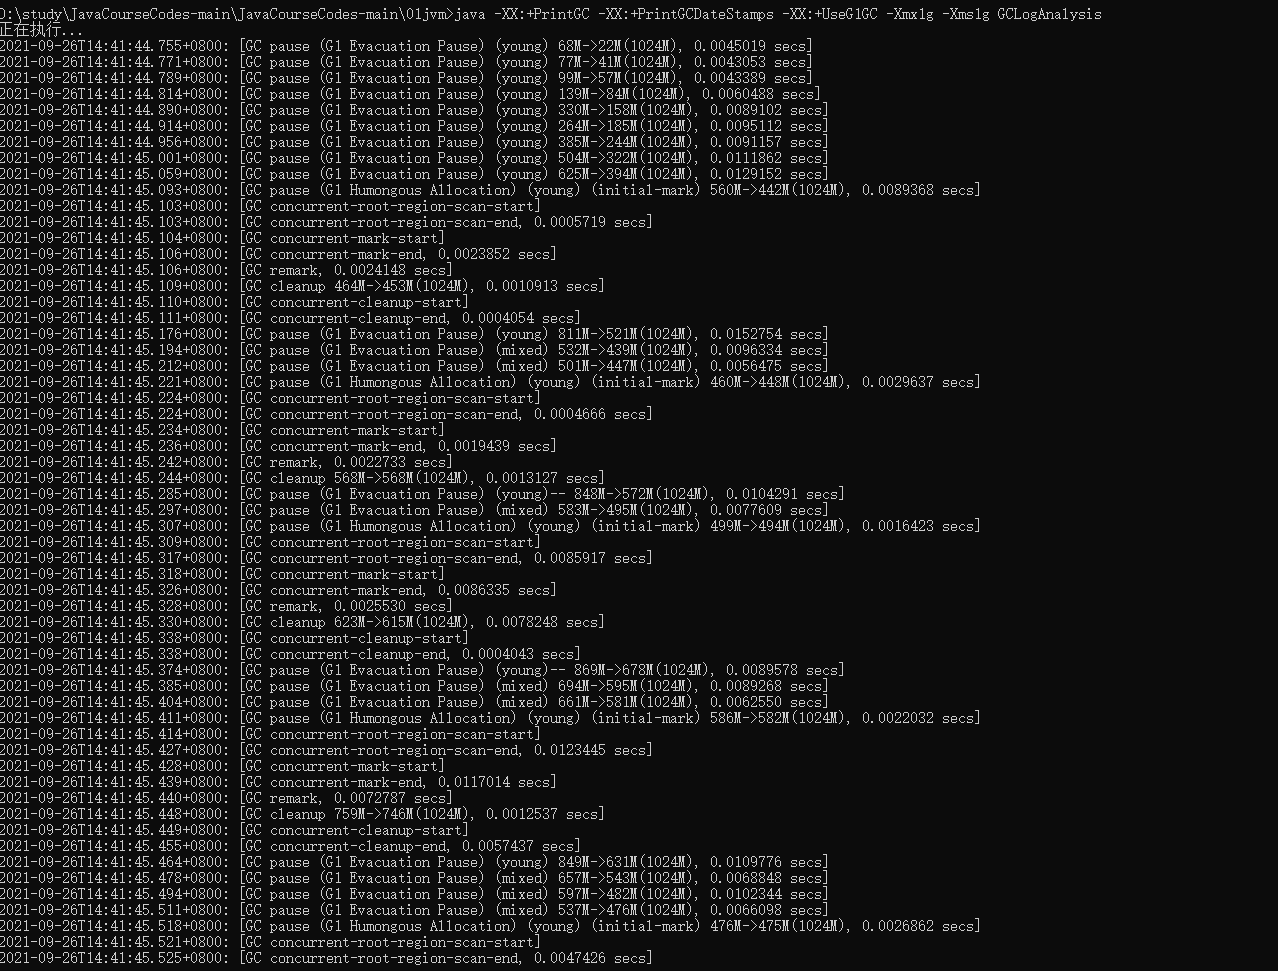 D:\study\JavaCourseCodes-main\JavaCourseCodes-main\01jvm>java -XX:+PrintGC -XX:+PrintGCDateStamps -XX:+UseG1GC -Xmx1g -Xms1g GCLogAnalysis
正在执行...
2021-09-26T14:41:44.755+0800: [GC pause (G1 Evacuation Pause) (young) 68M->22M(1024M), 0.0045019 secs]
2021-09-26T14:41:44.771+0800: [GC pause (G1 Evacuation Pause) (young) 77M->41M(1024M), 0.0043053 secs]
2021-09-26T14:41:44.789+0800: [GC pause (G1 Evacuation Pause) (young) 99M->57M(1024M), 0.0043389 secs]
2021-09-26T14:41:44.814+0800: [GC pause (G1 Evacuation Pause) (young) 139M->84M(1024M), 0.0060488 secs]
2021-09-26T14:41:44.890+0800: [GC pause (G1 Evacuation Pause) (young) 330M->158M(1024M), 0.0089102 secs]
2021-09-26T14:41:44.914+0800: [GC pause (G1 Evacuation Pause) (young) 264M->185M(1024M), 0.0095112 secs]
2021-09-26T14:41:44.956+0800: [GC pause (G1 Evacuation Pause) (young) 385M->244M(1024M), 0.0091157 secs]
2021-09-26T14:41:45.001+0800: [GC pause (G1 Evacuation Pause) (young) 504M->322M(1024M), 0.0111862 secs]
2021-09-26T14:41:45.059+0800: [GC pause (G1 Evacuation Pause) (young) 625M->394M(1024M), 0.0129152 secs]
2021-09-26T14:41:45.093+0800: [GC pause (G1 Humongous Allocation) (young) (initial-mark) 560M->442M(1024M), 0.0089368 secs]
2021-09-26T14:41:45.103+0800: [GC concurrent-root-region-scan-start]
2021-09-26T14:41:45.103+0800: [GC concurrent-root-region-scan-end, 0.0005719 secs]
2021-09-26T14:41:45.104+0800: [GC concurrent-mark-start]
2021-09-26T14:41:45.106+0800: [GC concurrent-mark-end, 0.0023852 secs]
2021-09-26T14:41:45.106+0800: [GC remark, 0.0024148 secs]
2021-09-26T14:41:45.109+0800: [GC cleanup 464M->453M(1024M), 0.0010913 secs]
2021-09-26T14:41:45.110+0800: [GC concurrent-cleanup-start]
2021-09-26T14:41:45.111+0800: [GC concurrent-cleanup-end, 0.0004054 secs]
2021-09-26T14:41:45.176+0800: [GC pause (G1 Evacuation Pause) (young) 811M->521M(1024M), 0.0152754 secs]
2021-09-26T14:41:45.194+0800: [GC pause (G1 Evacuation Pause) (mixed) 532M->439M(1024M), 0.0096334 secs]
2021-09-26T14:41:45.212+0800: [GC pause (G1 Evacuation Pause) (mixed) 501M->447M(1024M), 0.0056475 secs]
2021-09-26T14:41:45.221+0800: [GC pause (G1 Humongous Allocation) (young) (initial-mark) 460M->448M(1024M), 0.0029637 secs]
2021-09-26T14:41:45.224+0800: [GC concurrent-root-region-scan-start]
2021-09-26T14:41:45.224+0800: [GC concurrent-root-region-scan-end, 0.0004666 secs]
2021-09-26T14:41:45.234+0800: [GC concurrent-mark-start]
2021-09-26T14:41:45.236+0800: [GC concurrent-mark-end, 0.0019439 secs]
2021-09-26T14:41:45.242+0800: [GC remark, 0.0022733 secs]
2021-09-26T14:41:45.244+0800: [GC cleanup 568M->568M(1024M), 0.0013127 secs]
2021-09-26T14:41:45.285+0800: [GC pause (G1 Evacuation Pause) (young)-- 848M->572M(1024M), 0.0104291 secs]
2021-09-26T14:41:45.297+0800: [GC pause (G1 Evacuation Pause) (mixed) 583M->495M(1024M), 0.0077609 secs]
2021-09-26T14:41:45.307+0800: [GC pause (G1 Humongous Allocation) (young) (initial-mark) 499M->494M(1024M), 0.0016423 secs]
2021-09-26T14:41:45.309+0800: [GC concurrent-root-region-scan-start]
2021-09-26T14:41:45.317+0800: [GC concurrent-root-region-scan-end, 0.0085917 secs]
2021-09-26T14:41:45.318+0800: [GC concurrent-mark-start]
2021-09-26T14:41:45.326+0800: [GC concurrent-mark-end, 0.0086335 secs]
2021-09-26T14:41:45.328+0800: [GC remark, 0.0025530 secs]
2021-09-26T14:41:45.330+0800: [GC cleanup 623M->615M(1024M), 0.0078248 secs]
2021-09-26T14:41:45.338+0800: [GC concurrent-cleanup-start]
2021-09-26T14:41:45.338+0800: [GC concurrent-cleanup-end, 0.0004043 secs]
2021-09-26T14:41:45.374+0800: [GC pause (G1 Evacuation Pause) (young)-- 869M->678M(1024M), 0.0089578 secs]
2021-09-26T14:41:45.385+0800: [GC pause (G1 Evacuation Pause) (mixed) 694M->595M(1024M), 0.0089268 secs]
2021-09-26T14:41:45.404+0800: [GC pause (G1 Evacuation Pause) (mixed) 661M->581M(1024M), 0.0062550 secs]
2021-09-26T14:41:45.411+0800: [GC pause (G1 Humongous Allocation) (young) (initial-mark) 586M->582M(1024M), 0.0022032 secs]
2021-09-26T14:41:45.414+0800: [GC concurrent-root-region-scan-start]
2021-09-26T14:41:45.427+0800: [GC concurrent-root-region-scan-end, 0.0123445 secs]
2021-09-26T14:41:45.428+0800: [GC concurrent-mark-start]
2021-09-26T14:41:45.439+0800: [GC concurrent-mark-end, 0.0117014 secs]
2021-09-26T14:41:45.440+0800: [GC remark, 0.0072787 secs]
2021-09-26T14:41:45.448+0800: [GC cleanup 759M->746M(1024M), 0.0012537 secs]
2021-09-26T14:41:45.449+0800: [GC concurrent-cleanup-start]
2021-09-26T14:41:45.455+0800: [GC concurrent-cleanup-end, 0.0057437 secs]
2021-09-26T14:41:45.464+0800: [GC pause (G1 Evacuation Pause) (young) 849M->631M(1024M), 0.0109776 secs]
2021-09-26T14:41:45.478+0800: [GC pause (G1 Evacuation Pause) (mixed) 657M->543M(1024M), 0.0068848 secs]
2021-09-26T14:41:45.494+0800: [GC pause (G1 Evacuation Pause) (mixed) 597M->482M(1024M), 0.0102344 secs]
2021-09-26T14:41:45.511+0800: [GC pause (G1 Evacuation Pause) (mixed) 537M->476M(1024M), 0.0066098 secs]
2021-09-26T14:41:45.518+0800: [GC pause (G1 Humongous Allocation) (young) (initial-mark) 476M->475M(1024M), 0.0026862 secs]
2021-09-26T14:41:45.521+0800: [GC concurrent-root-region-scan-start]
2021-09-26T14:41:45.525+0800: [GC concurrent-root-region-scan-end, 0.0047426 secs]